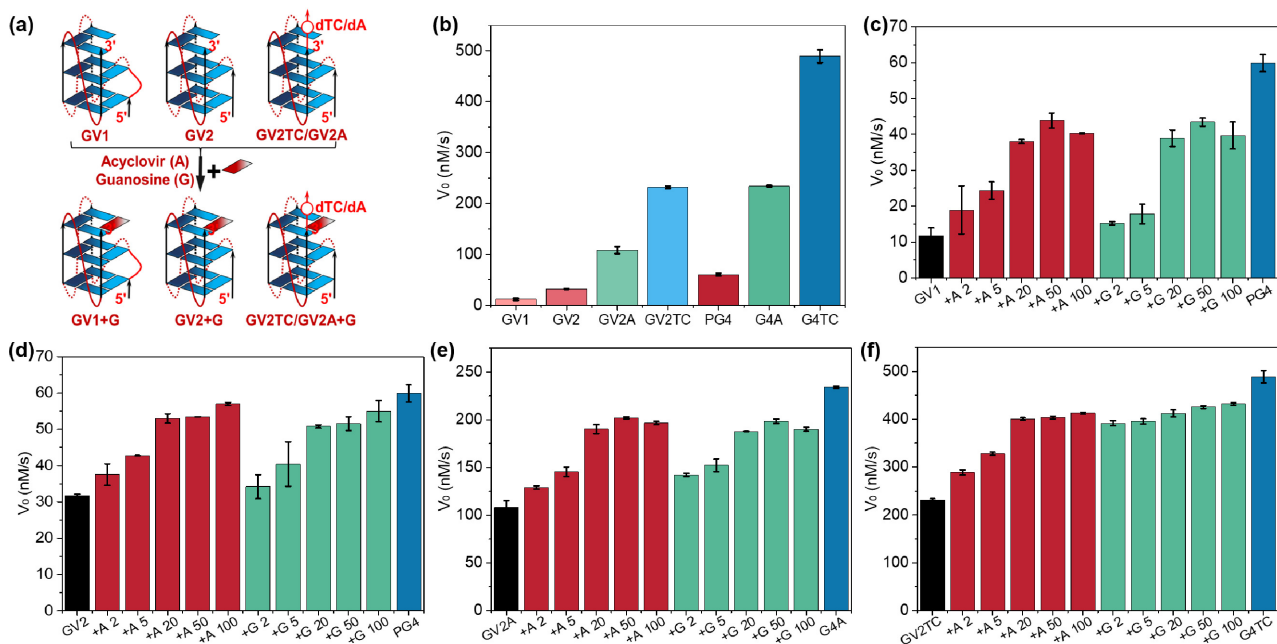 (a)
dTC/dA
3'
3'
3'
5'
5'
5'
GV1
GV2
GV2TC/GV2A
Acyclovir (A)
Guanosine (G)
+
dTC/dA
5'
5'
5'
GV1+G
GV2+G
GV2TC/GV2A+G
(b)
V₀ (nM/s)
500
400
300
200
100
0
GV1 GV2 GV2A GV2TC PG4 G4A G4TC
(c)
V₀ (nM/s)
70
60
50
40
30
20
10
0
GV1 +A 2 +A 5 +A 20 +A 50 +A 100 +G 2 +G 5 +G 20 +G 50 +G 100 PG4
(d)
V₀ (nM/s)
70
60
50
40
30
20
10
0
GV2 +A 2 +A 5 +A 20 +A 50 +A 100 +G 2 +G 5 +G 20 +G 50 +G 100 PG4
(e)
V₀ (nM/s)
250
200
150
100
50
0
GV2A +A 2 +A 5 +A 20 +A 50 +A 100 +G 2 +G 5 +G 20 +G 50 +G 100 G4A
(f)
V₀ (nM/s)
500
400
300
200
100
0
GV2TC +A 2 +A 5 +A 20 +A 50 +A 100 +G 2 +G 5 +G 20 +G 50 +G 100 G4TC